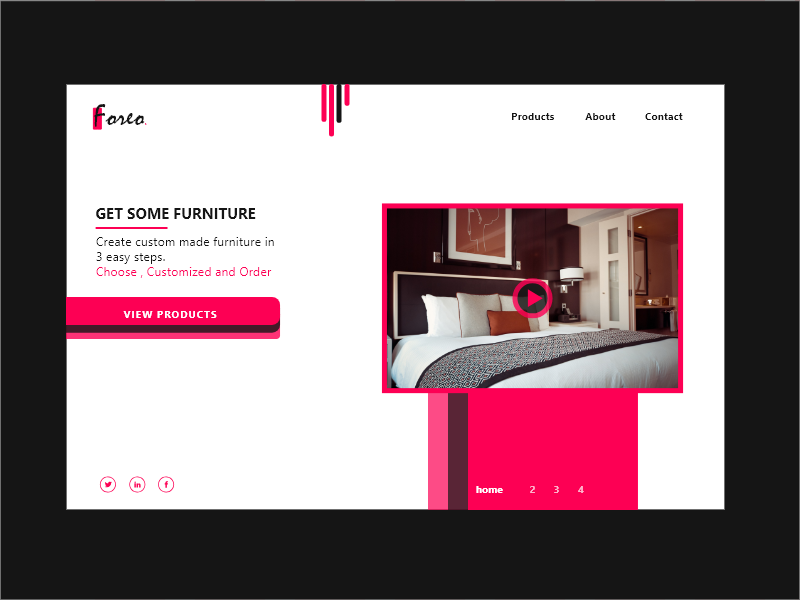 Foreo.
Products About Contact
GET SOME FURNITURE
Create custom made furniture in
3 easy steps.
Choose , Customized and Order
VIEW PRODUCTS
home 2 3 4